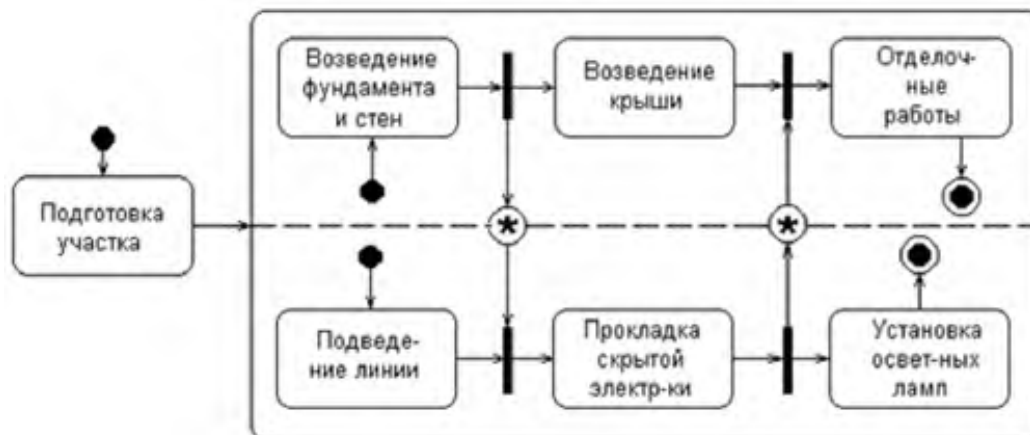 Возведение
фундамента
и стен
Возведение
крыши
Отделоч-
ные
работы
Подготовка
участка
*
*
Подведе-
ние линии
Прокладка
скрытой
электр-ки
Установка
освет-ных
ламп